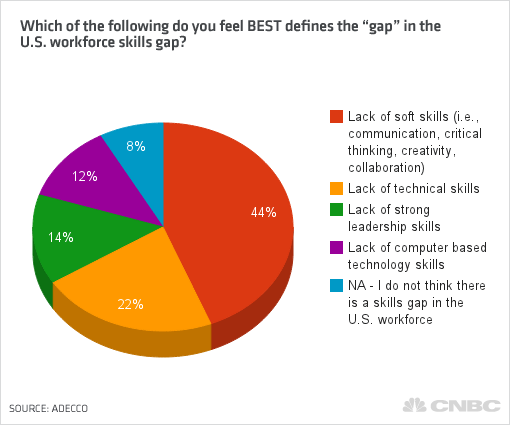 Which of the following do you feel BEST defines the “gap” in the
U.S. workforce skills gap?
8%
12%
44%
14%
22%
Lack of soft skills (i.e.,
communication, critical
thinking, creativity,
collaboration)
Lack of technical skills
Lack of strong
leadership skills
Lack of computer based
technology skills
NA - I do not think there
is a skills gap in the
U.S. workforce
SOURCE: ADECCO
CNBC